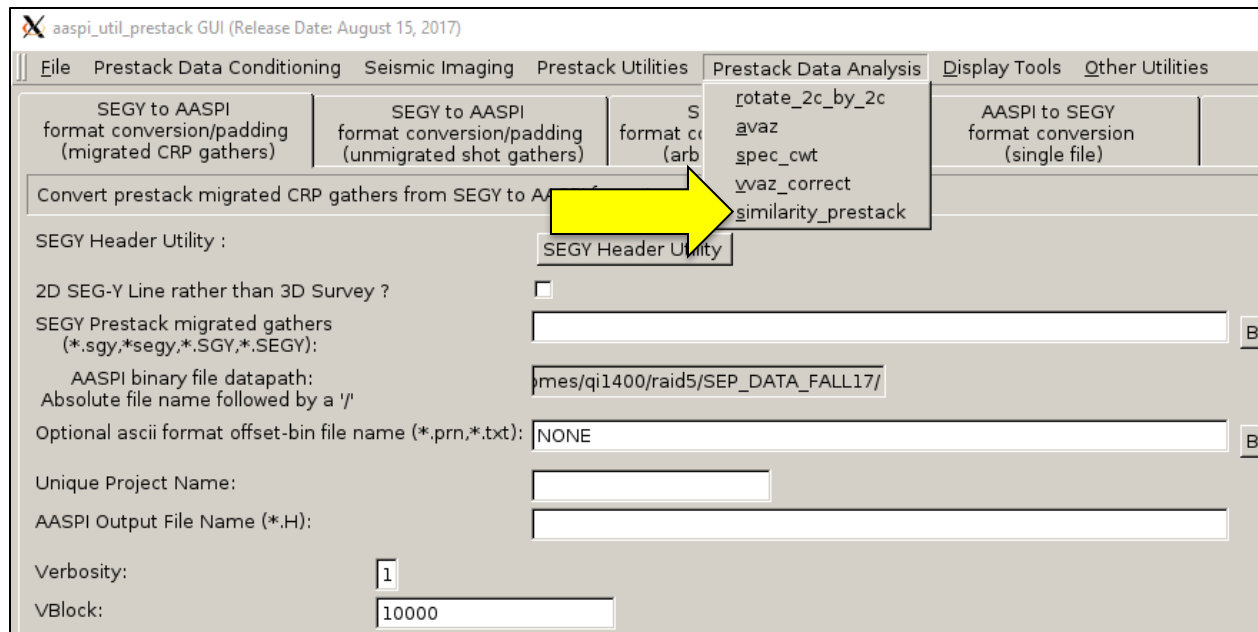 aaspi_util_prestack GUI (Release Date: August 15, 2017)
File Prestack Data Conditioning Seismic Imaging Prestack Utilities Prestack Data Analysis Display Tools Other Utilities
SEGY to AASPI
format conversion/padding
(migrated CRP gathers)
SEGY to AASPI
format conversion/padding
(unmigrated shot gathers)
S
format co
(arb
rotate_2c_by_2c
avaz
spec_cwt
vvaz_correct
similarity_prestack
AASPI to SEGY
format conversion
(single file)
Convert prestack migrated CRP gathers from SEGY to
SEGY Header Utility :
SEGY Header Utility
2D SEG-Y Line rather than 3D Survey ?
SEGY Prestack migrated gathers
(*.sgy,*segy,*.SGY,*.SEGY):
B
AASPI binary file datapath:
Absolute file name followed by a '/'
omes/qi1400/raid5/SEP_DATA_FALL17/
Optional ascii format offset-bin file name (*.prn,*.txt): NONE
B
Unique Project Name:
AASPI Output File Name (*.H):
Verbosity: 1
VBlock: 10000